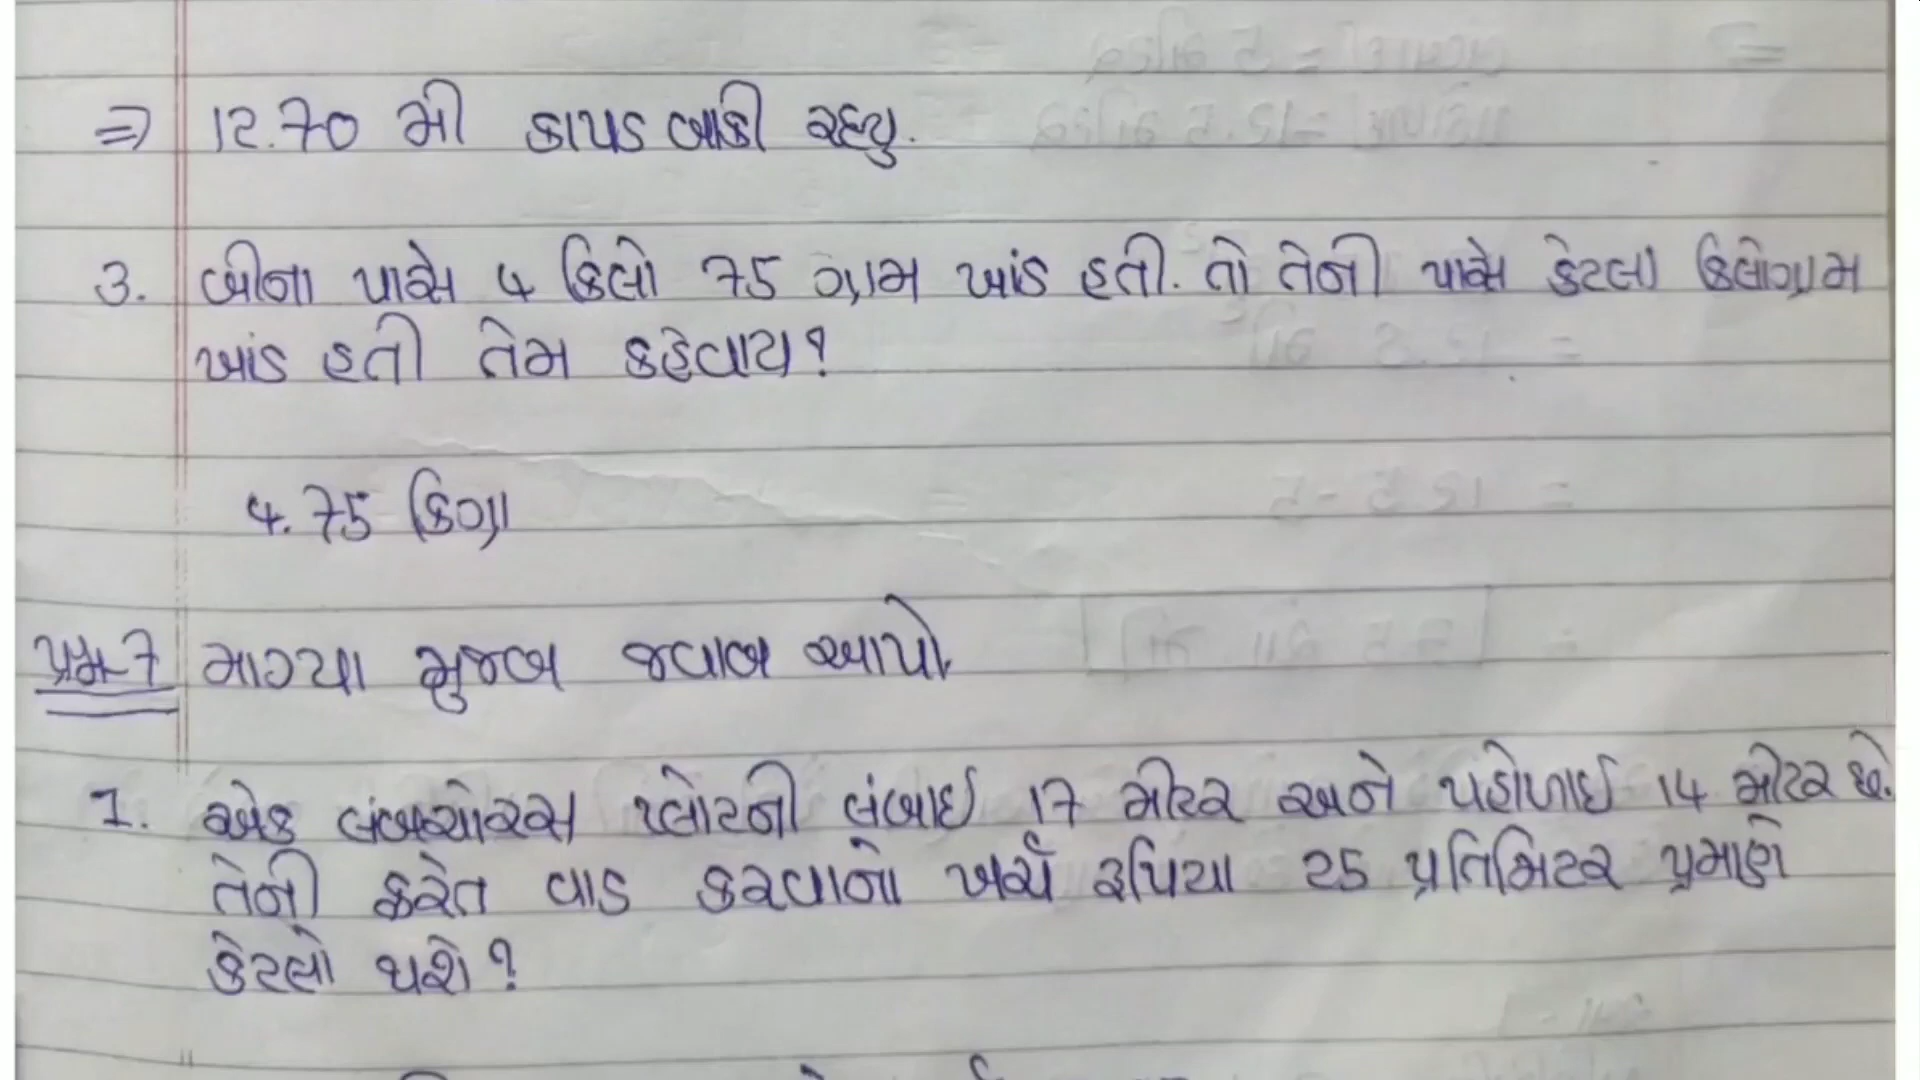 ⇒ 12.70 મી કાપડ બાકી રહ્યુ.
3. બીના પાસે 4 કિલો 75 ગ્રામ ખાંડ હતી. તો તેની પાસે કેટલા કિલોગ્રામ
ખાંડ હતી તેમ કહેવાય?
4.75 કિગ્રા
પ્રશ્ન-7 માગ્યા મુજબ જવાબ આપો
1. એક લંબચોરસ પ્લોટની લંબાઈ 17 મીટર અને પહોળાઈ 14 મીટર છે.
તેની ફરતે વાડ કરવાનો ખર્ચ રૂપિયા 25 પ્રતિમિટર પ્રમાણે
કેટલો થશે?